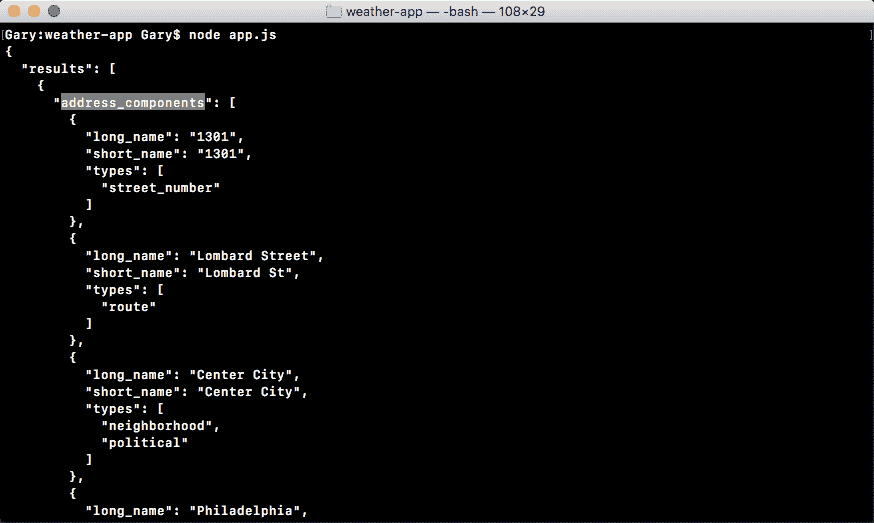 weather-app — -bash — 108×29
[Gary:weather-app Gary$ node app.js ]
{
  "results": [
    {
      "address_components": [
        {
          "long_name": "1301",
          "short_name": "1301",
          "types": [
            "street_number"
          ]
        },
        {
          "long_name": "Lombard Street",
          "short_name": "Lombard St",
          "types": [
            "route"
          ]
        },
        {
          "long_name": "Center City",
          "short_name": "Center City",
          "types": [
            "neighborhood",
            "political"
          ]
        },
        {
          "long_name": "Philadelphia",